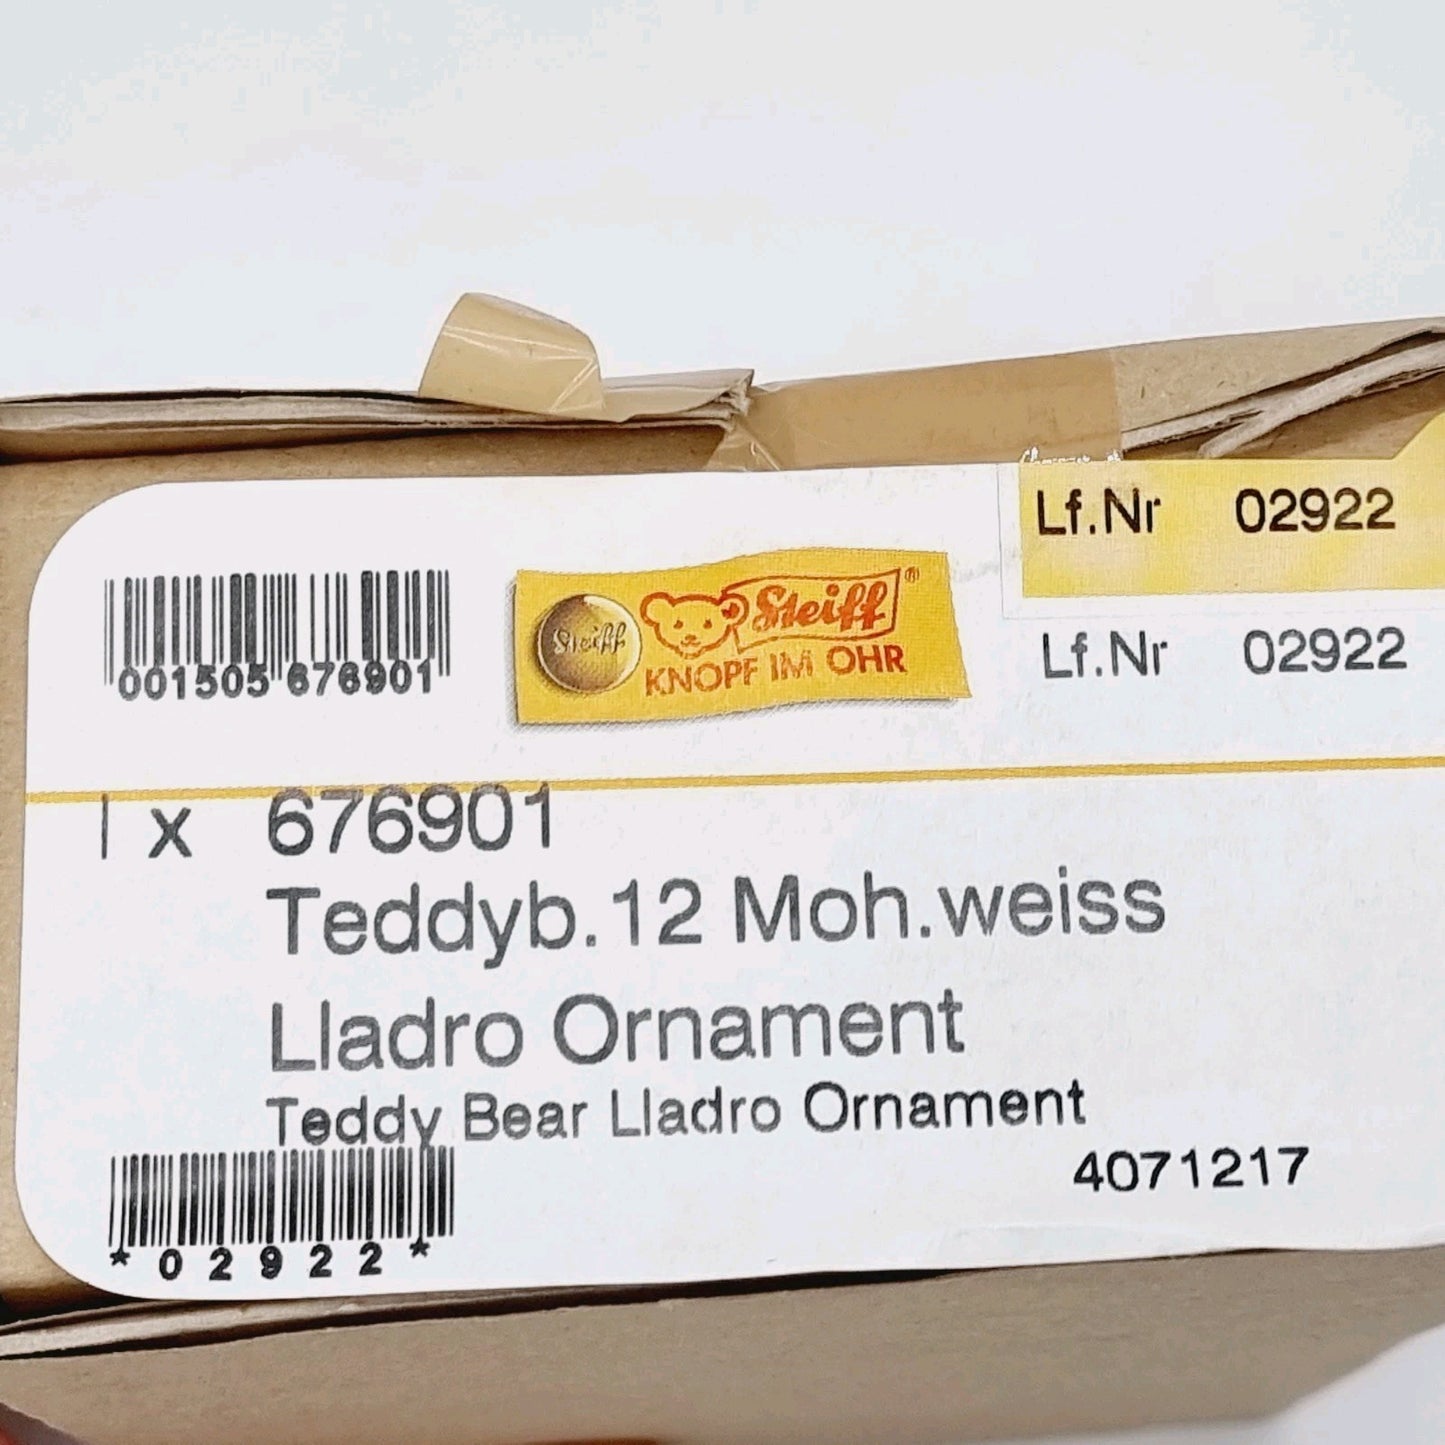 Lf.Nr 02922
001505 676901
Steiff
Steiff®
KNOPF IM OHR
Lf.Nr 02922
1 x 676901
Teddyb.12 Moh.weiss
Lladro Ornament
Teddy Bear Lladro Ornament
4071217
*02922*